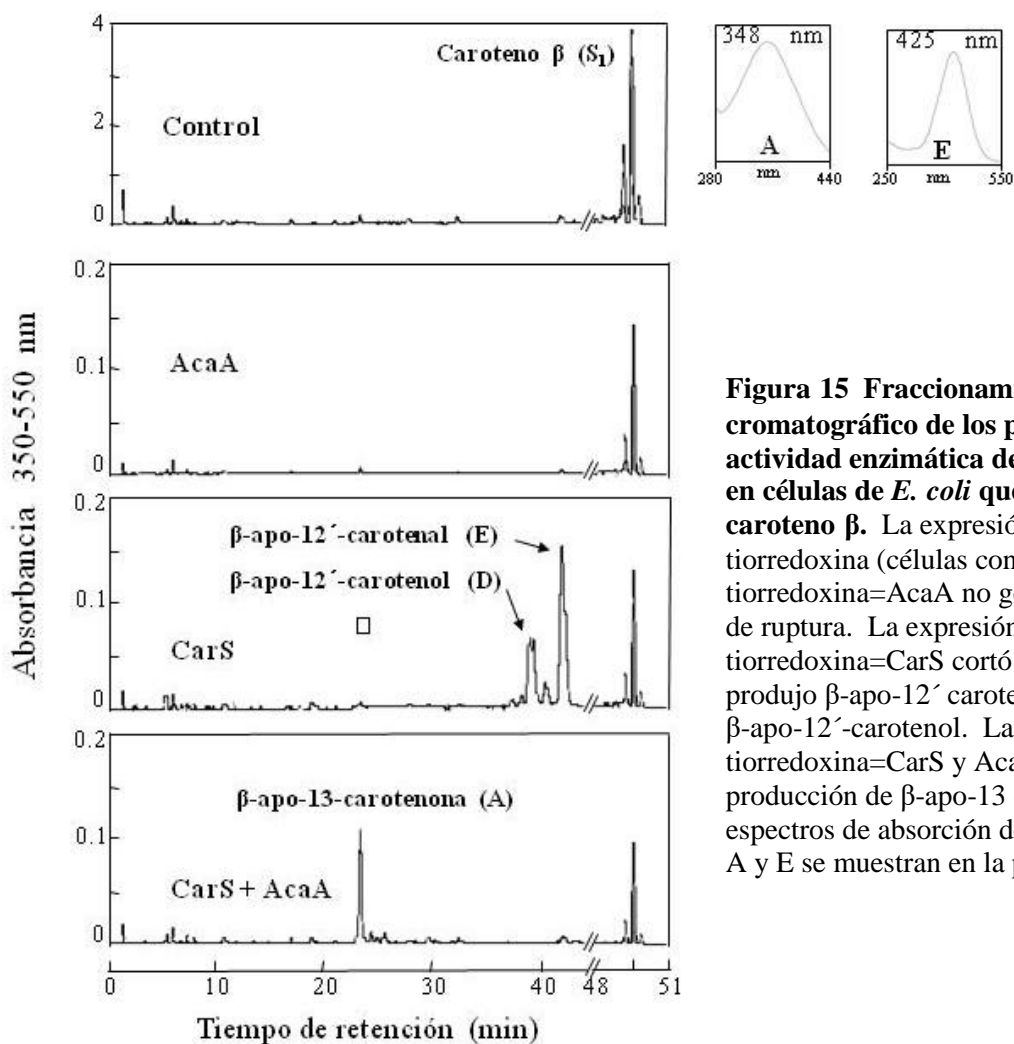 4
2
0
Caroteno β (S₁)
Control
348 nm
A
280 nm 440
425 nm
E
250 nm 550
Absorbancia 350-550 nm
0.2
0.1
0
AcaA
0.2
0.1
0
β-apo-12´-carotenal (E)
β-apo-12´-carotenol (D)
CarS
0.2
0.1
0
β-apo-13-carotenona (A)
CarS + AcaA
0 10 20 30 40 48 51
Tiempo de retención (min)
Figura 15 Fraccionam
cromatográfico de los p
actividad enzimática de
en células de E. coli que
caroteno β. La expresió
tiorredoxina (células con
tiorredoxina=AcaA no ge
de ruptura. La expresión
tiorredoxina=CarS cortó
produjo β-apo-12´ carote
β-apo-12´-carotenol. La
tiorredoxina=CarS y Aca
producción de β-apo-13
espectros de absorción d
A y E se muestran en la p